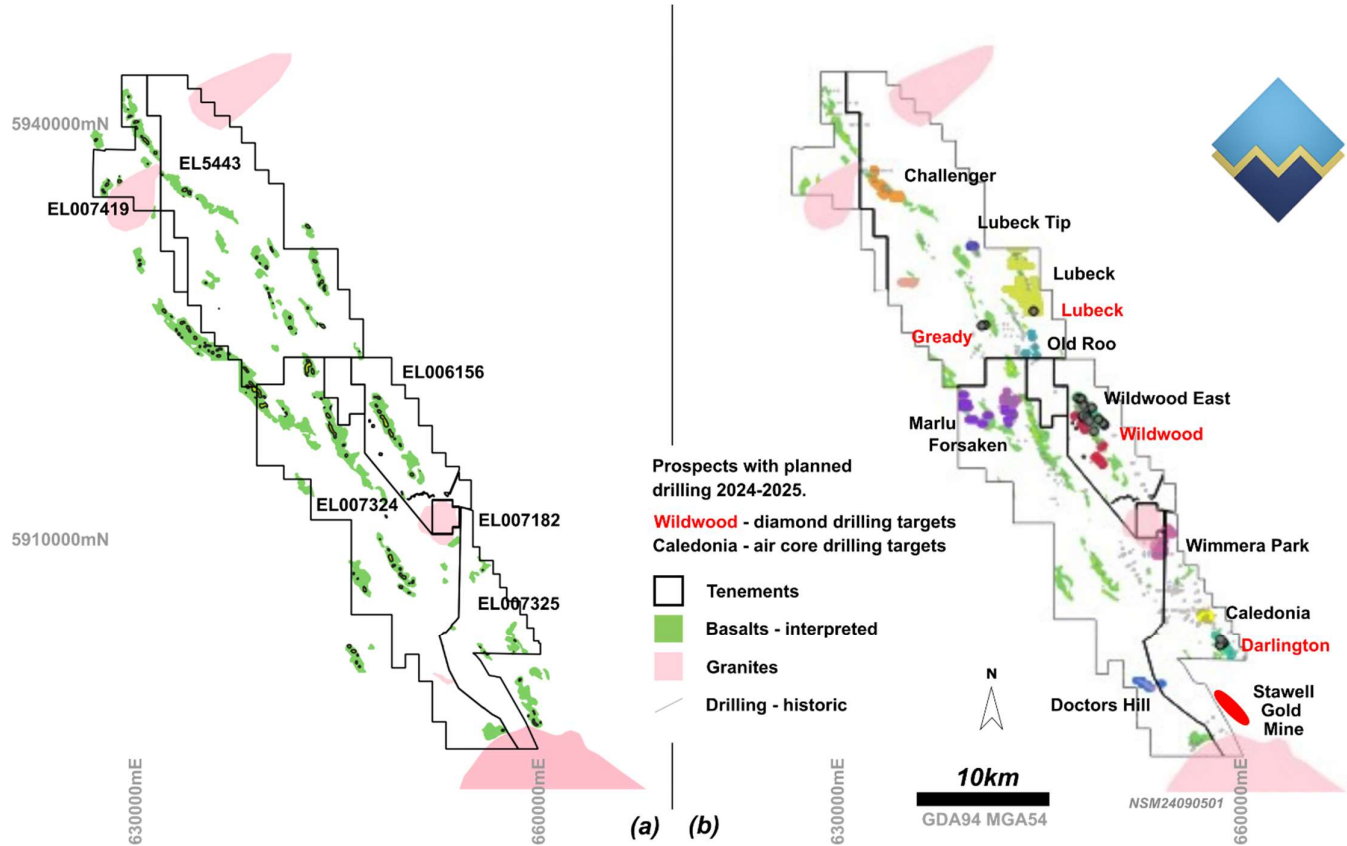 (b)
5940000mN
EL5443
EL007419
EL006156
EL007324
EL007182
5910000mN
EL007325
630000mE
660000mE
(a)
Challenger
Lubeck Tip
Lubeck
Lubeck
Gready
Old Roo
Wildwood East
Marlu
Forsaken
Wildwood
Prospects with planned
drilling 2024-2025.
Wildwood - diamond drilling targets
Caledonia - air core drilling targets
Tenements
Basalts - interpreted
Granites
Drilling - historic
Wimmera Park
Caledonia
Darlington
N
Doctors Hill
Stawell
Gold
Mine
630000mE
10km
GDA94 MGA54
NSM24090501
660000mE
(b)